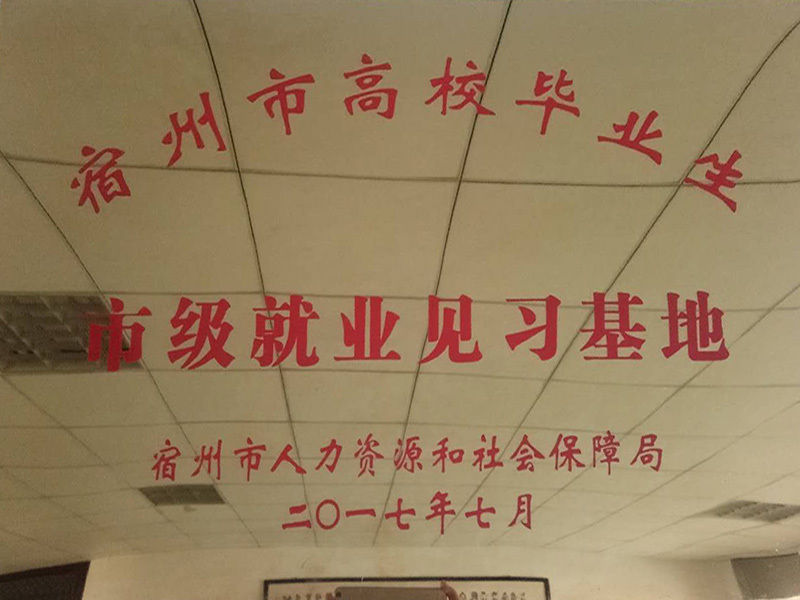 宿州市高校毕业生
市级就业见习基地
宿州市人力资源和社会保障局
二〇一七年七月